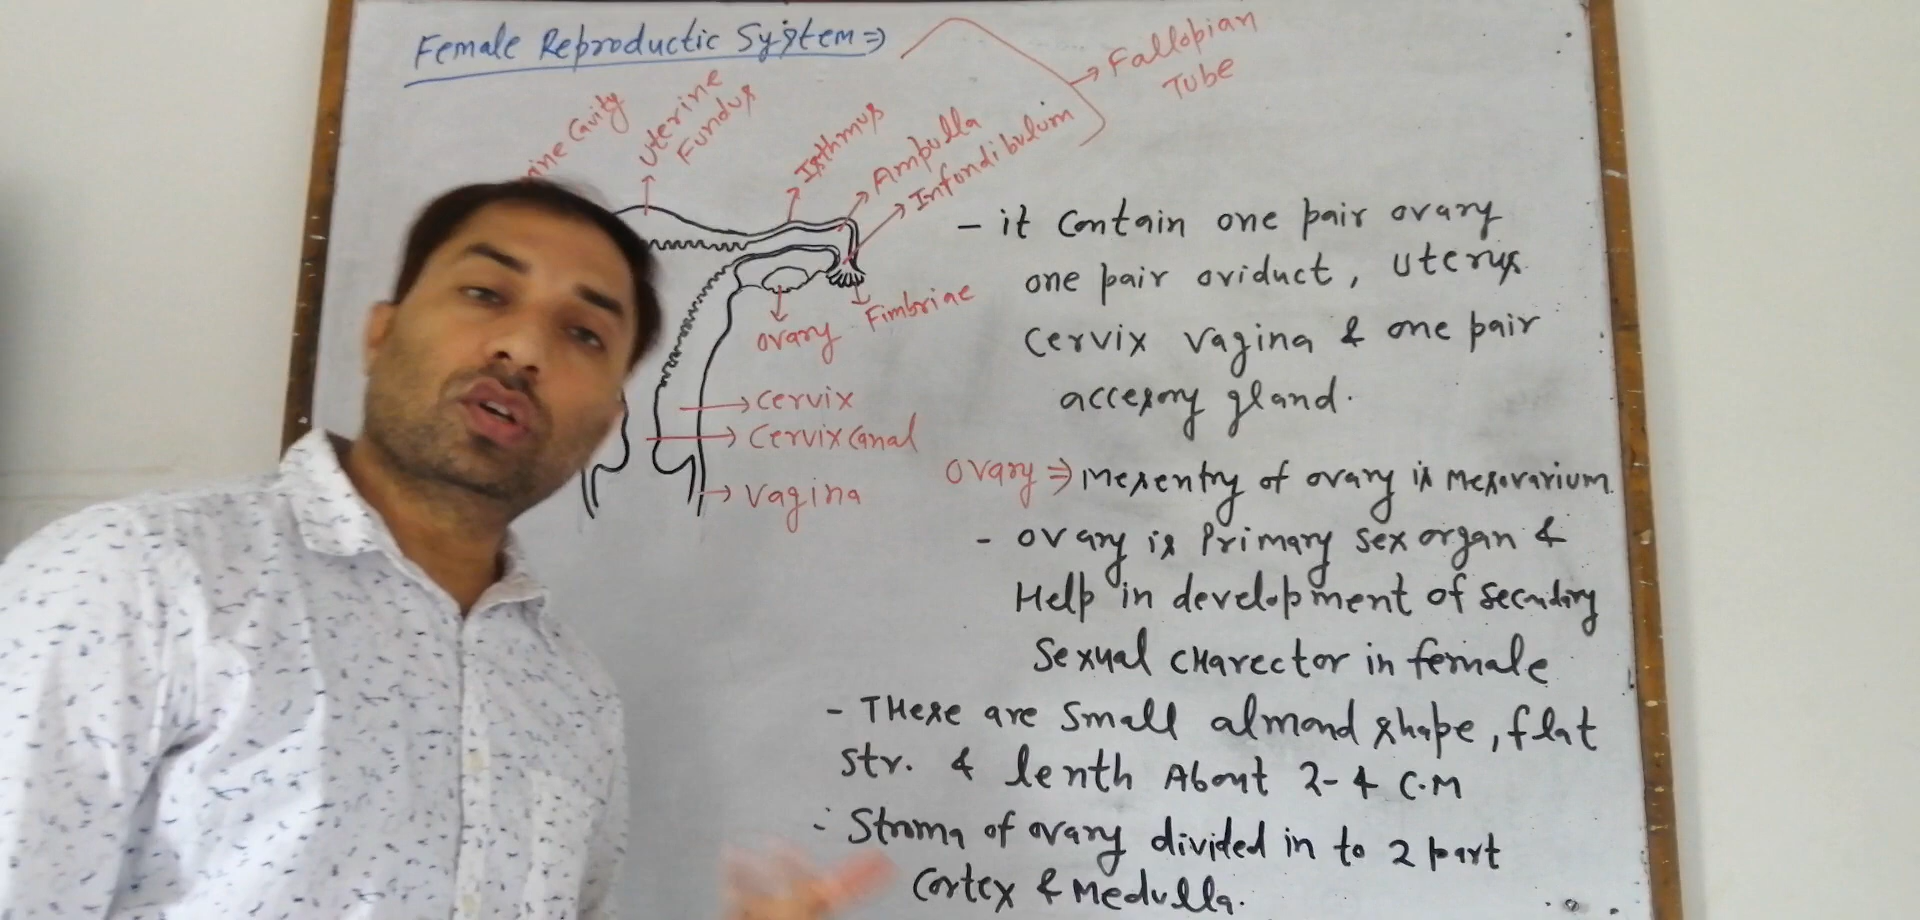 Female Reproductic System ⇒
Fallopian
Tube
ine Cavity
Uterine
Fundus
Isthmus
Ampulla
Infondibulum
- it Contain one pair ovary
one pair oviduct, Uterus
Cervix Vagina & one pair
accesory gland.
Fimbriae
ovary
cervix
Cervix Canal
Vagina
Ovary ⇒ Mesentry of ovary is Mesovarium.
- Ovary is Primary sex organ &
Help in development of Secondary
Sexual CHarector in female
- THese are Small almond shape, flat
Str. & lenth About 2-4 C.M
- Stroma of ovary divided in to 2 part
Cortex & Medulla.